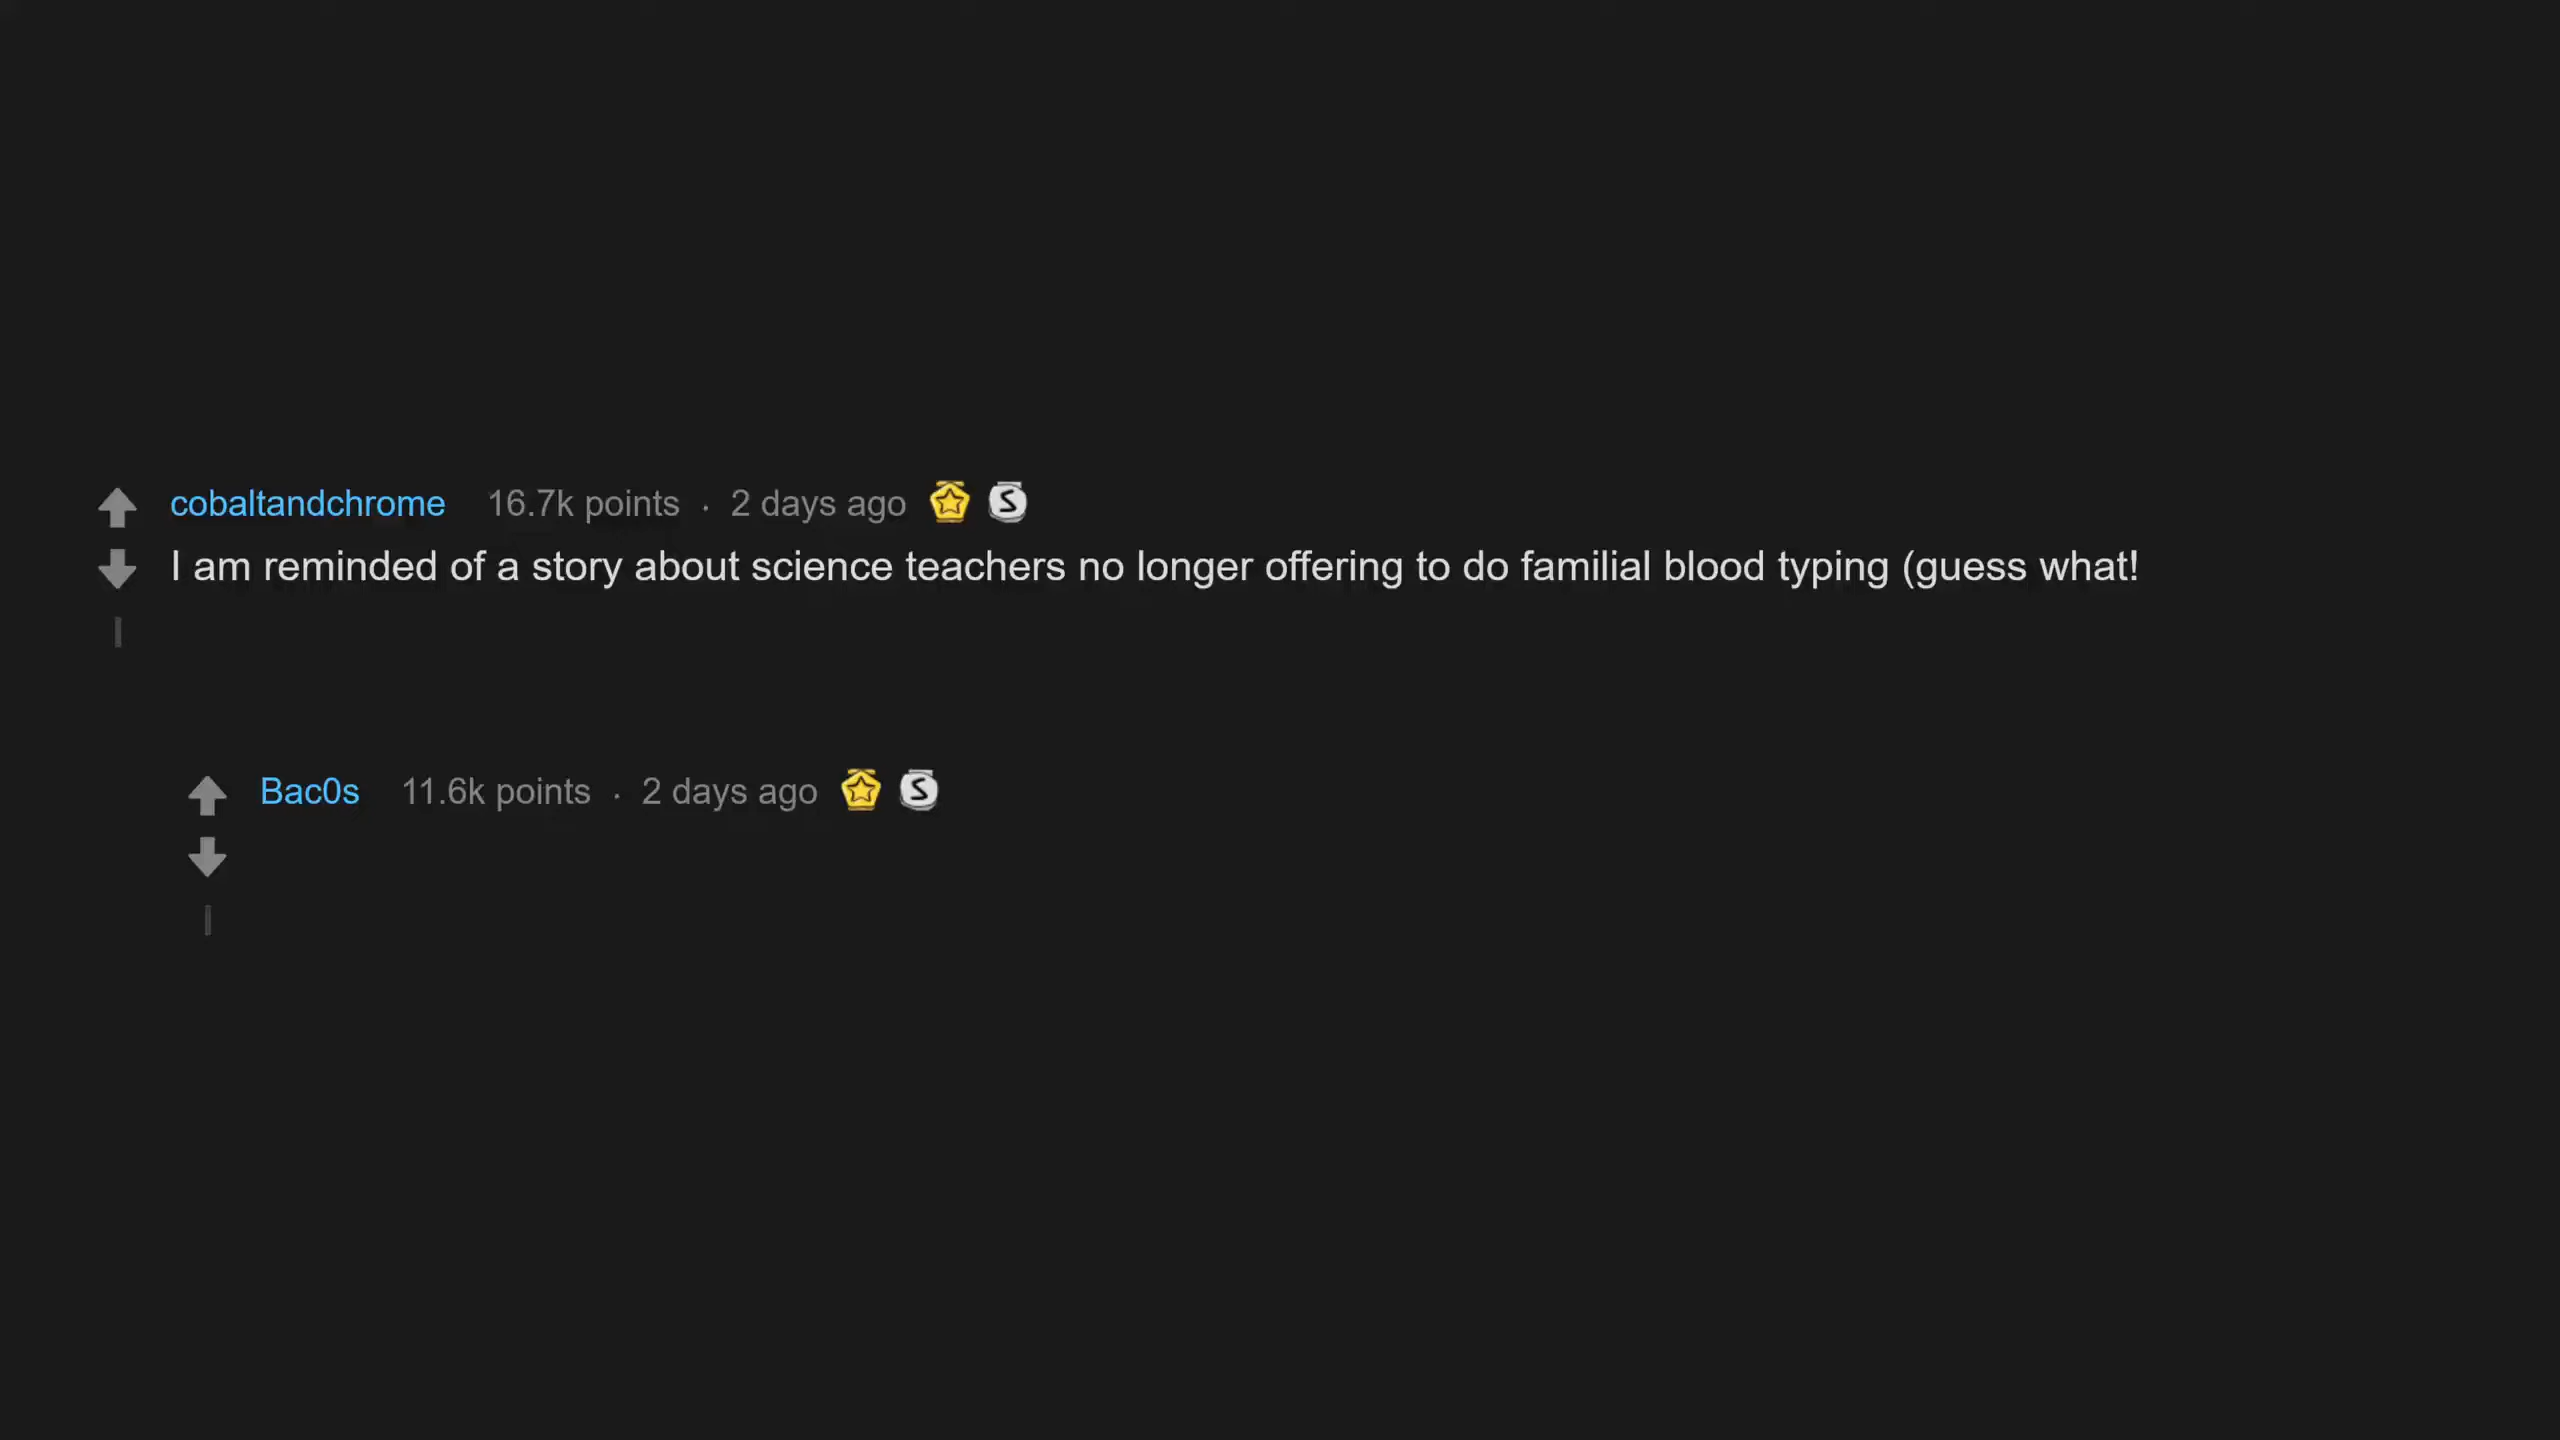 cobaltandchrome 16.7k points · 2 days ago
I am reminded of a story about science teachers no longer offering to do familial blood typing (guess what!
Bac0s 11.6k points · 2 days ago